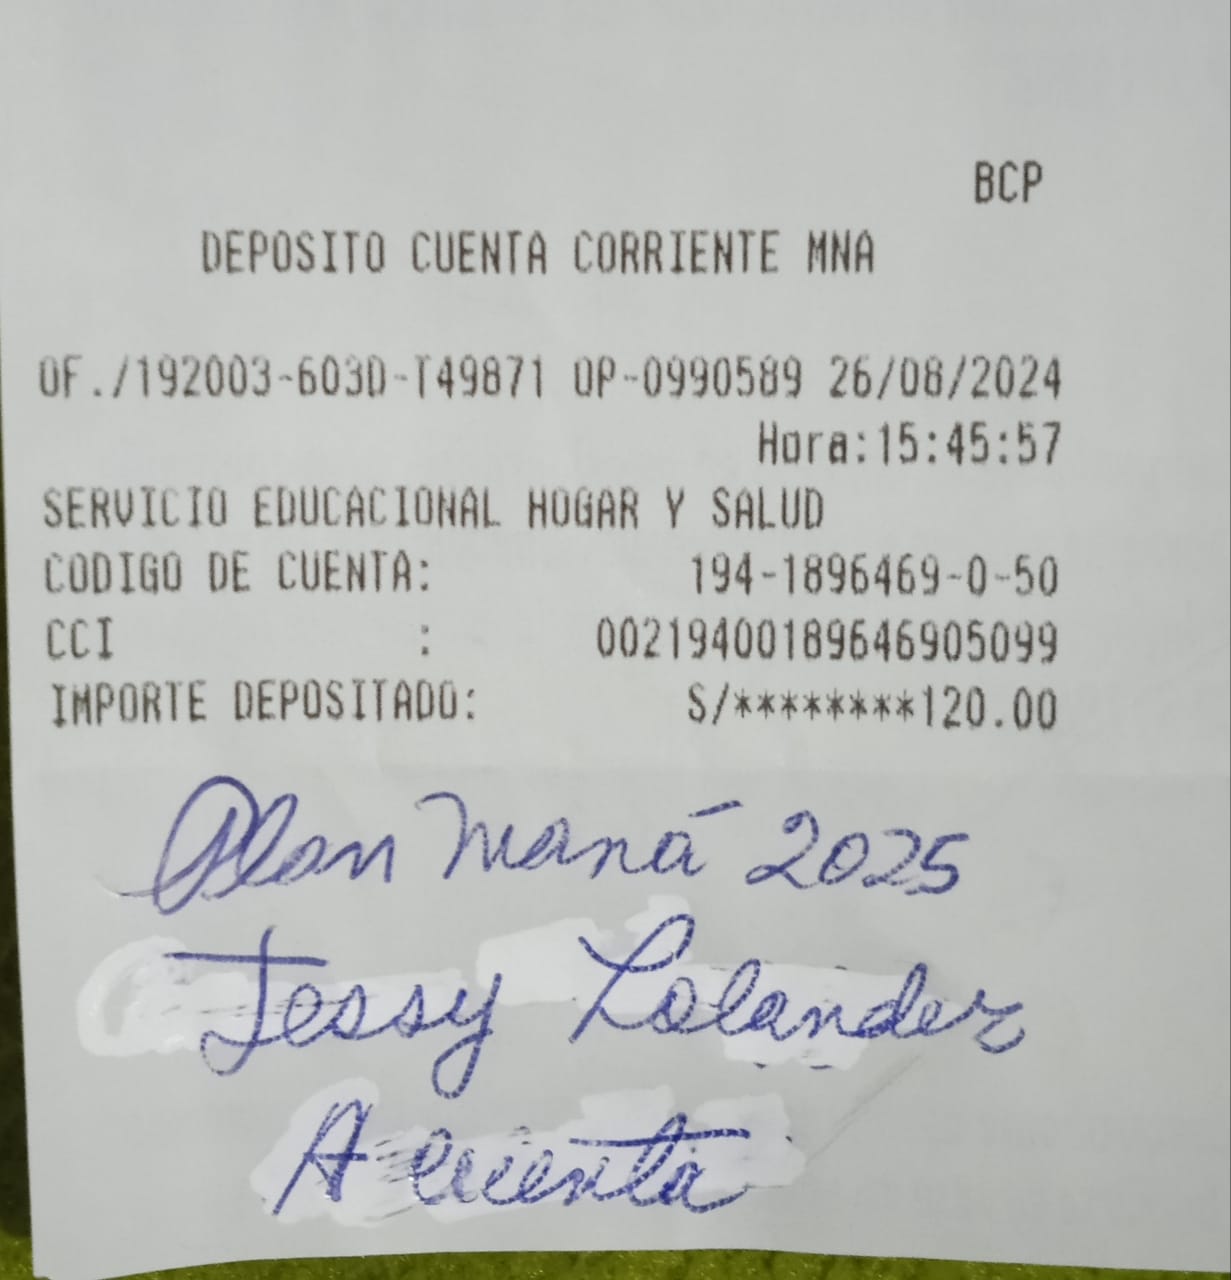 BCP
DEPOSITO CUENTA CORRIENTE MNA
OF./192003-603D-T49871 OP-0990589 26/08/2024
Hora:15:45:57
SERVICIO EDUCACIONAL HOGAR Y SALUD
CODIGO DE CUENTA: 194-1896469-0-50
CCI : 00219400189646905099
IMPORTE DEPOSITADO: S/********120.00
Plan Maná 2025
Jessy Lolander
A cuenta